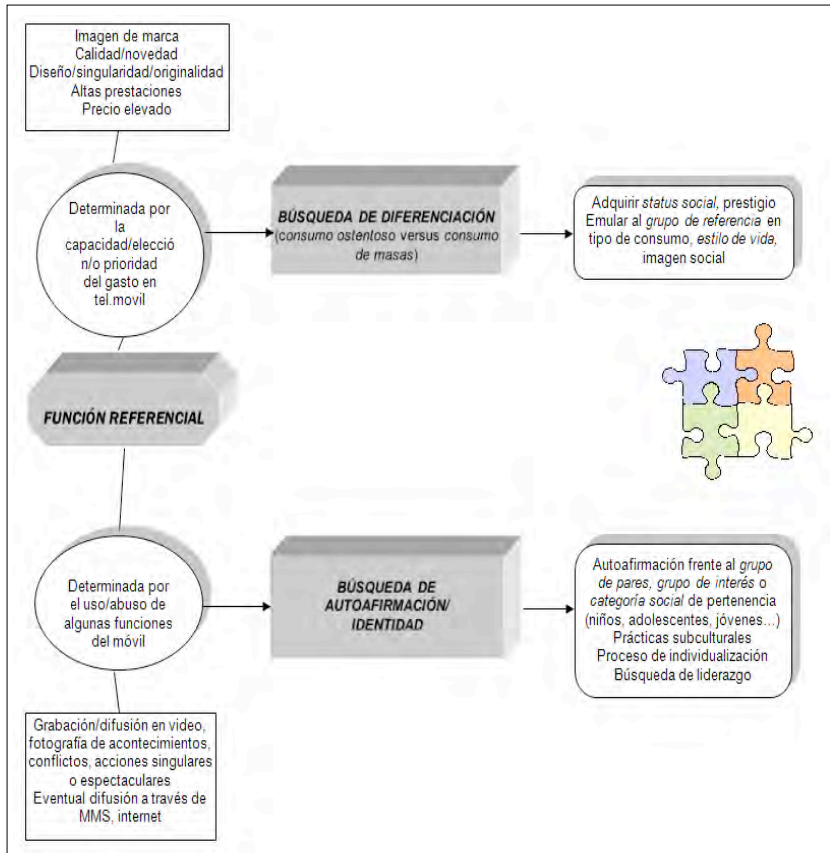 Imagen de marca
Calidad/novedad
Diseño/singularidad/originalidad
Altas prestaciones
Precio elevado
Determinada por
la
capacidad/elecció
n/o prioridad
del gasto en
tel.movil
BÚSQUEDA DE DIFERENCIACIÓN
(consumo ostentoso versus consumo
de masas)
Adquirir status social, prestigio
Emular al grupo de referencia en
tipo de consumo, estilo de vida,
imagen social
FUNCIÓN REFERENCIAL
Determinada por
el uso/abuso de
algunas funciones
del móvil
BÚSQUEDA DE
AUTOAFIRMACIÓN/
IDENTIDAD
Autoafirmación frente al grupo
de pares, grupo de interés o
categoría social de pertenencia
(niños, adolescentes, jóvenes...)
Prácticas subculturales
Proceso de individualización
Búsqueda de liderazgo
Grabación/difusión en video,
fotografía de acontecimientos,
conflictos, acciones singulares
o espectaculares
Eventual difusión a través de
MMS, internet